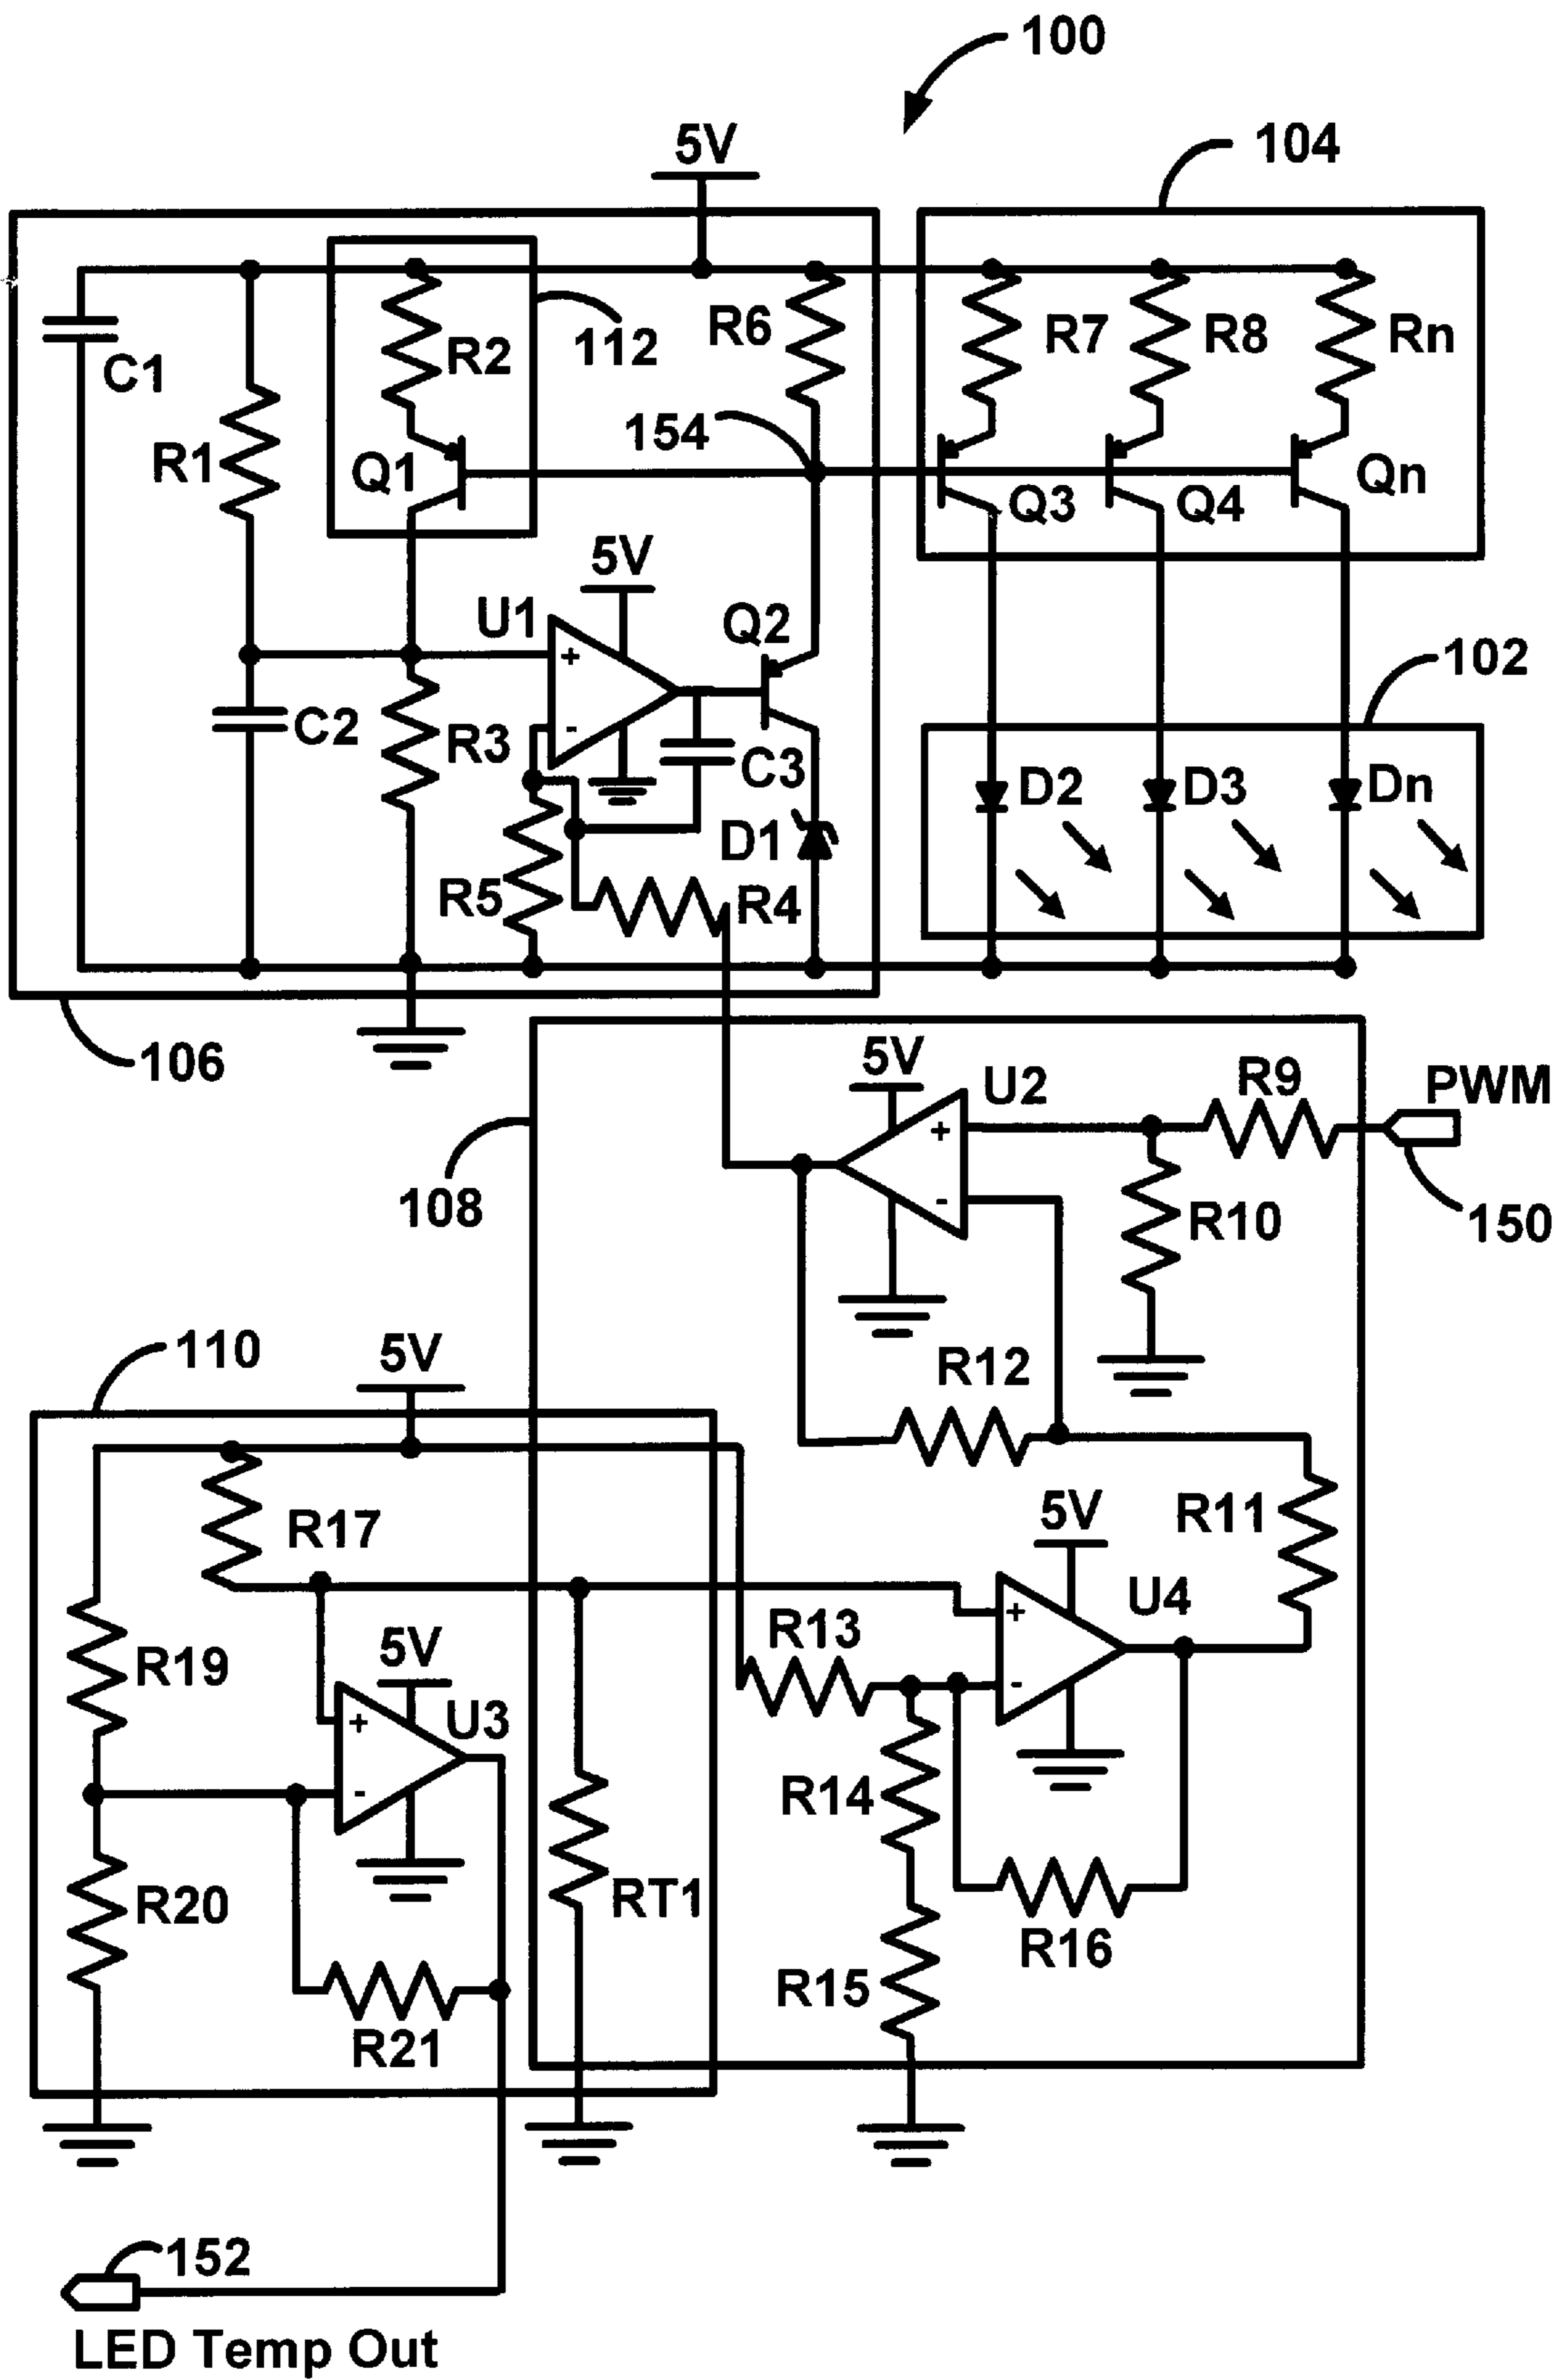 100
5V
104
C1
R1
R2
112
R6
R7
R8
Rn
154
Q1
Q3
Q4
Qn
5V
U1
+
-
Q2
102
C2
R3
C3
D1
D2
D3
Dn
R5
R4
106
5V
U2
+
-
R9
PWM
108
R10
150
110
5V
R12
R17
5V
R11
U4
+
-
R19
5V
U3
+
-
R13
R14
R20
RT1
R16
R15
R21
152
LED Temp Out